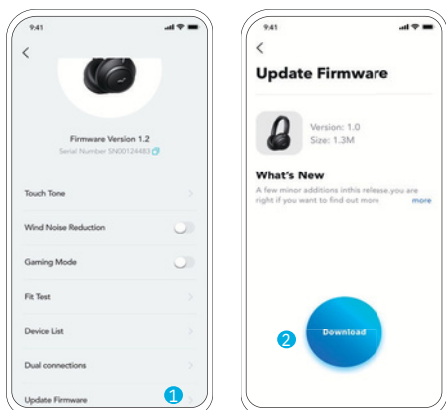 9:41
Firmware Version 1.2
Serial Number SN00124483
Touch Tone
Wind Noise Reduction
Gaming Mode
Fit Test
Device List
Dual connections
Update Firmware
1
9:41
Update Firmware
Version: 1.0
Size: 1.3M
What's New
A few minor additions inthis release.you are
right if you want to find out mori more
2
Download